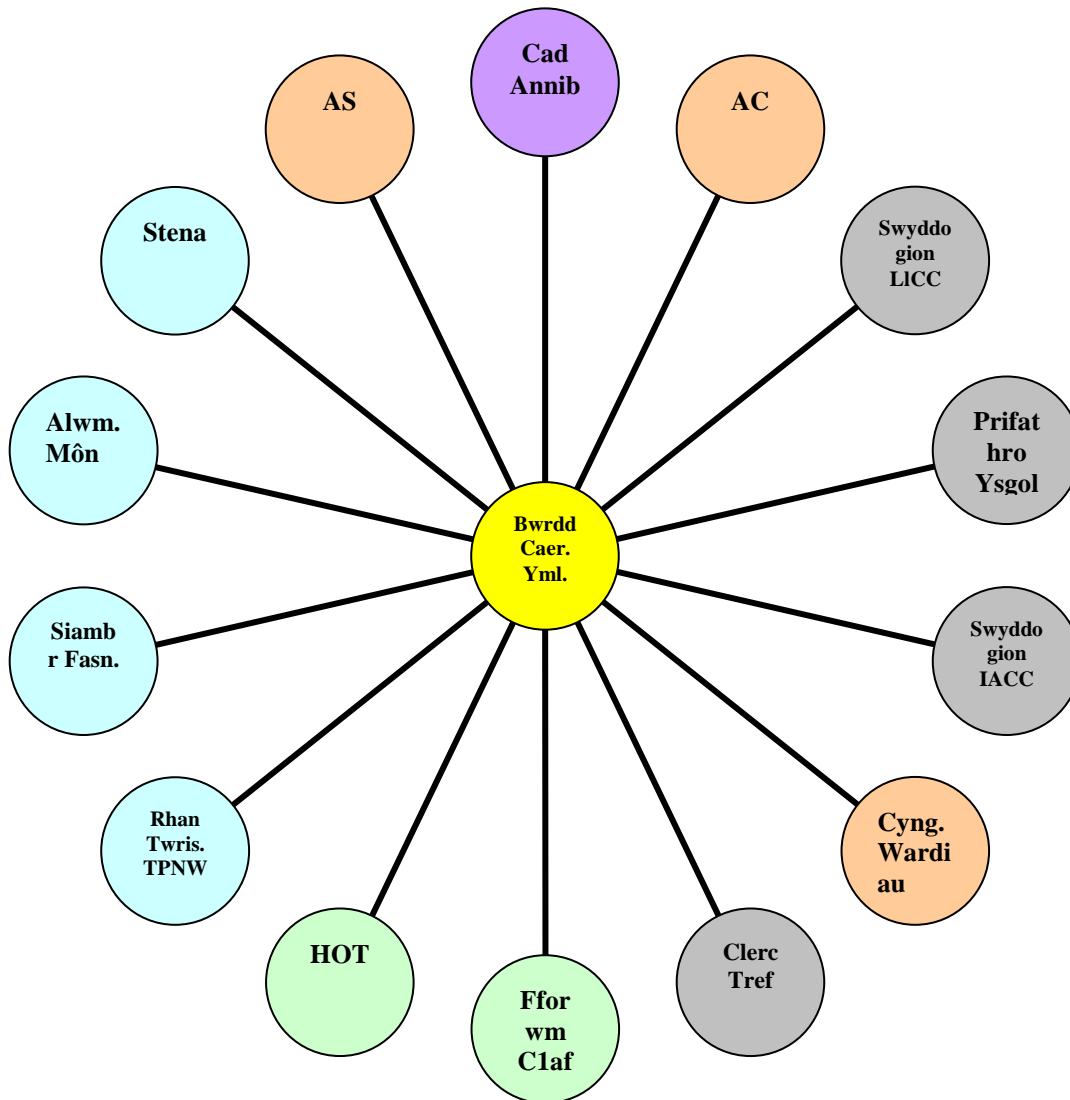 Cad
Annib
AS
AC
Stena
Swyddo
gion
LlCC
Alwm.
Môn
Prifat
hro
Ysgol
Bwrdd
Caer.
Yml.
Siamb
r Fasn.
Swyddo
gion
IACC
Rhan
Twris.
TPNW
Cyng.
Wardi
au
HOT
Clerc
Tref
Ffor
wm
C1af